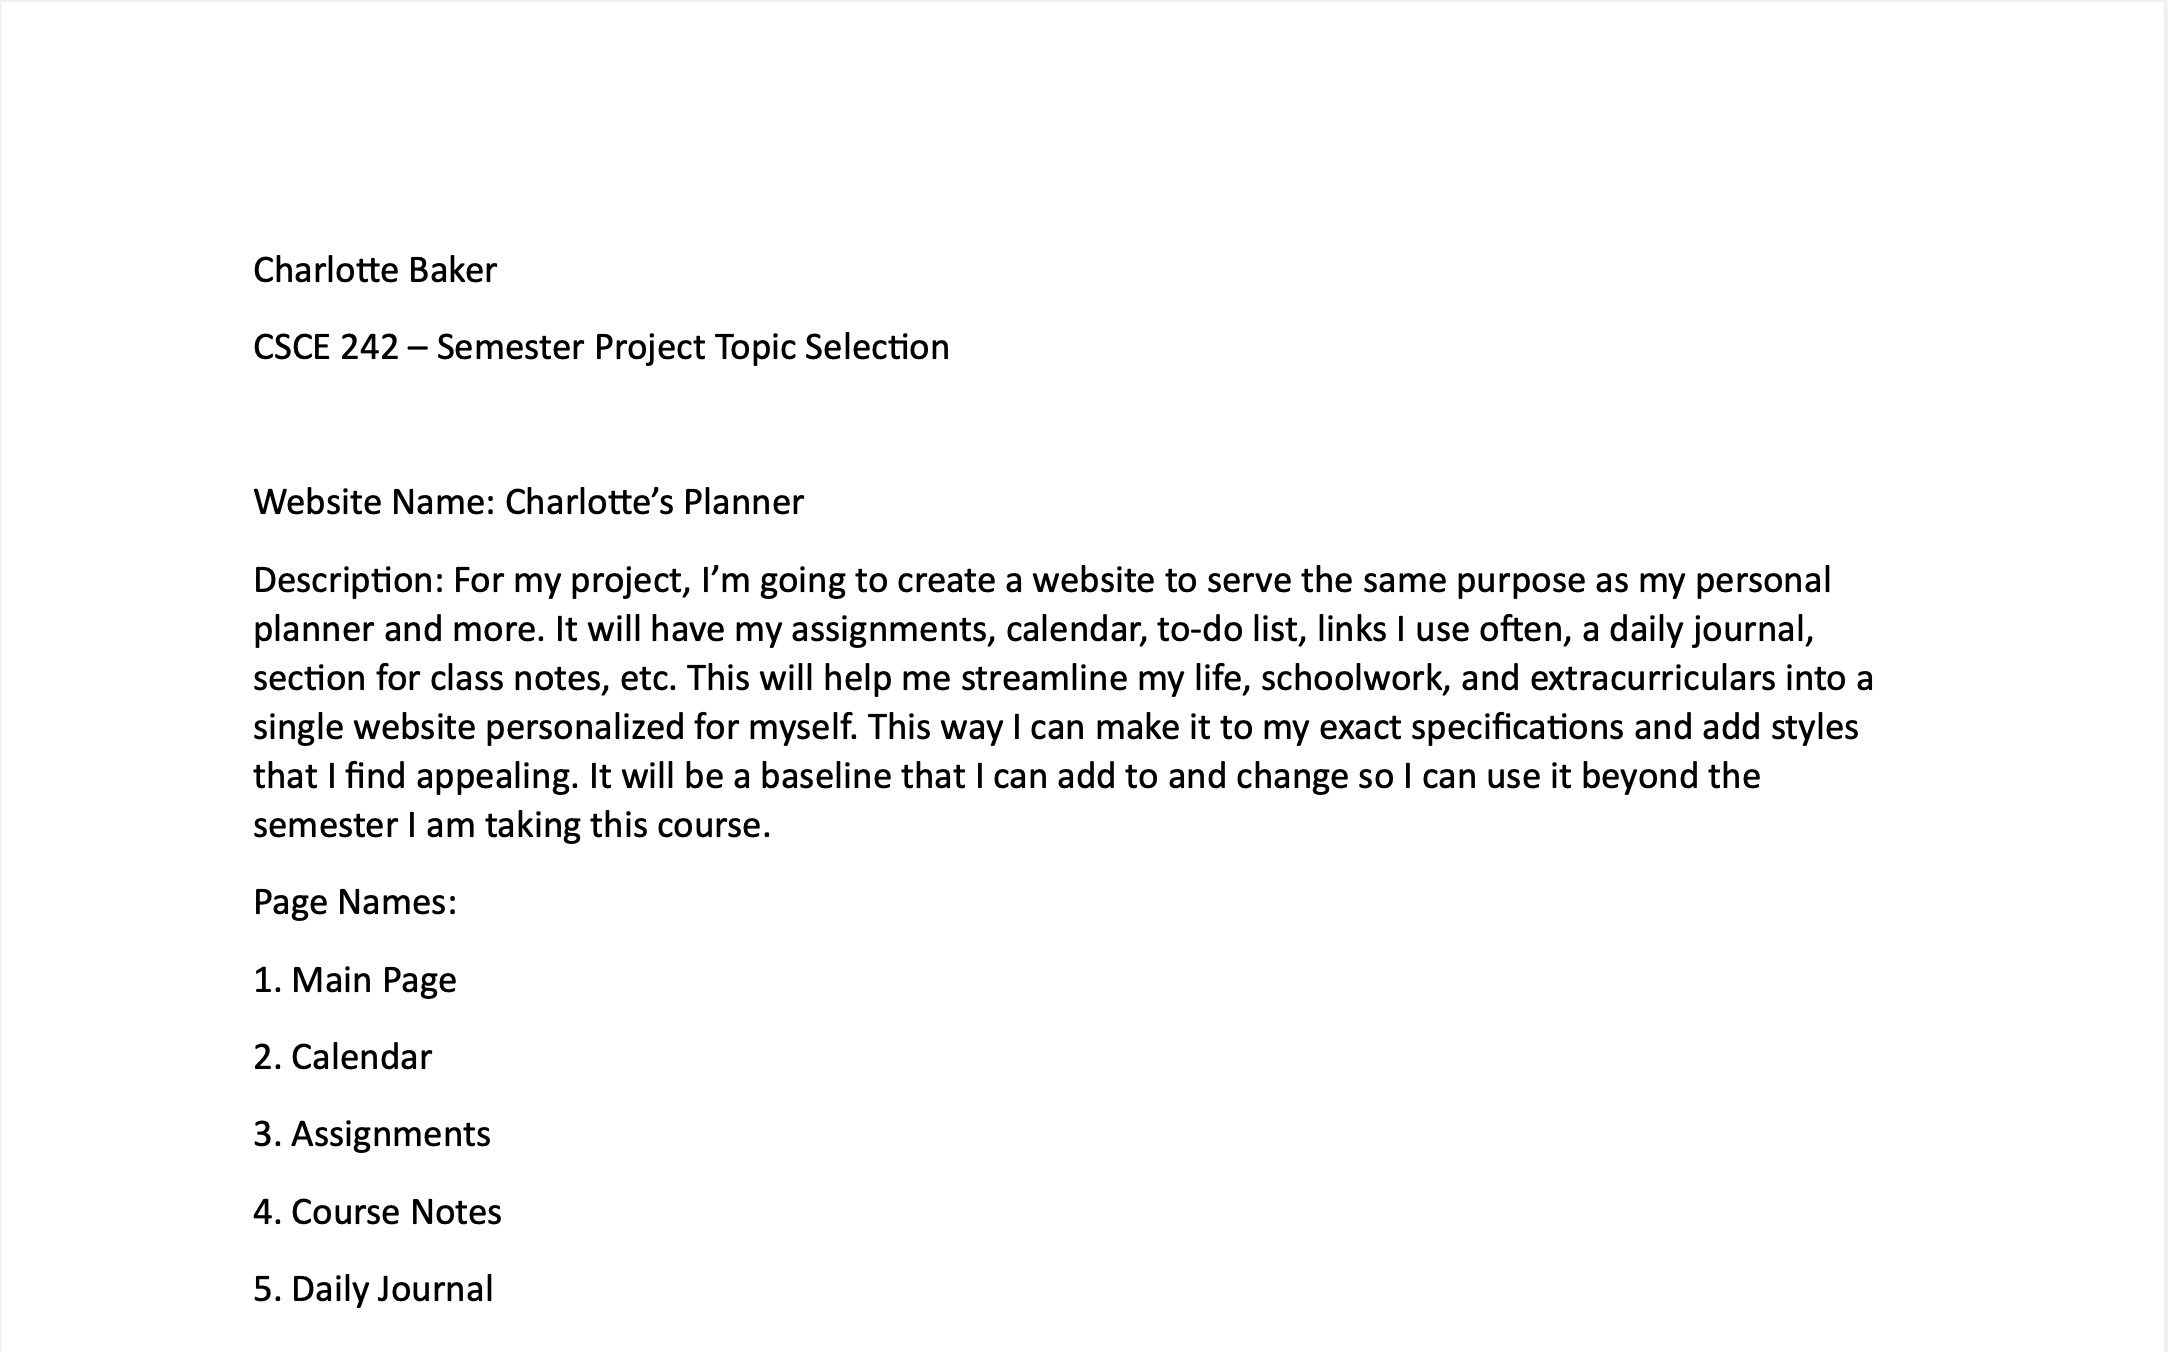 Charlotte Baker
CSCE 242 – Semester Project Topic Selection
Website Name: Charlotte’s Planner
Description: For my project, I’m going to create a website to serve the same purpose as my personal
planner and more. It will have my assignments, calendar, to-do list, links I use often, a daily journal,
section for class notes, etc. This will help me streamline my life, schoolwork, and extracurriculars into a
single website personalized for myself. This way I can make it to my exact specifications and add styles
that I find appealing. It will be a baseline that I can add to and change so I can use it beyond the
semester I am taking this course.
Page Names:
1. Main Page
2. Calendar
3. Assignments
4. Course Notes
5. Daily Journal